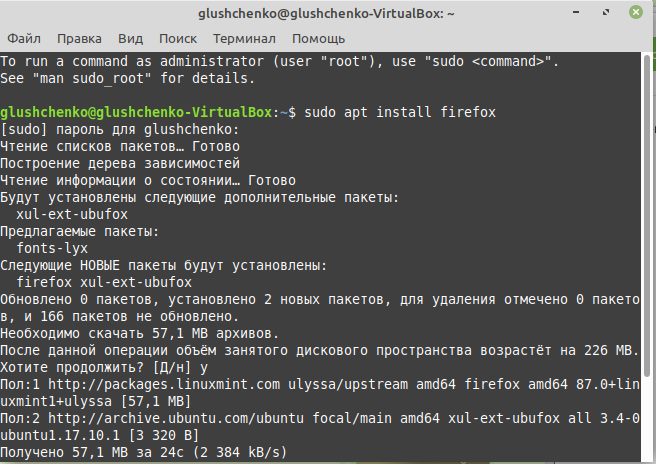 glushchenko@glushchenko-VirtualBox: ~
Файл Правка Вид Поиск Терминал Помощь
To run a command as administrator (user "root"), use "sudo <command>".
See "man sudo_root" for details.
glushchenko@glushchenko-VirtualBox:~$ sudo apt install firefox
[sudo] пароль для glushchenko:
Чтение списков пакетов… Готово
Построение дерева зависимостей
Чтение информации о состоянии… Готово
Будут установлены следующие дополнительные пакеты:
  xul-ext-ubufox
Предлагаемые пакеты:
  fonts-lyx
Следующие НОВЫЕ пакеты будут установлены:
  firefox xul-ext-ubufox
Обновлено 0 пакетов, установлено 2 новых пакетов, для удаления отмечено 0 пакето
в, и 166 пакетов не обновлено.
Необходимо скачать 57,1 MB архивов.
После данной операции объём занятого дискового пространства возрастёт на 226 MB.
Хотите продолжить? [Д/н] y
Пол:1 http://packages.linuxmint.com ulyssa/upstream amd64 firefox amd64 87.0+lin
uxmint1+ulyssa [57,1 MB]
Пол:2 http://archive.ubuntu.com/ubuntu focal/main amd64 xul-ext-ubufox all 3.4-0
ubuntu1.17.10.1 [3 320 B]
Получено 57,1 MB за 24с (2 384 kB/s)